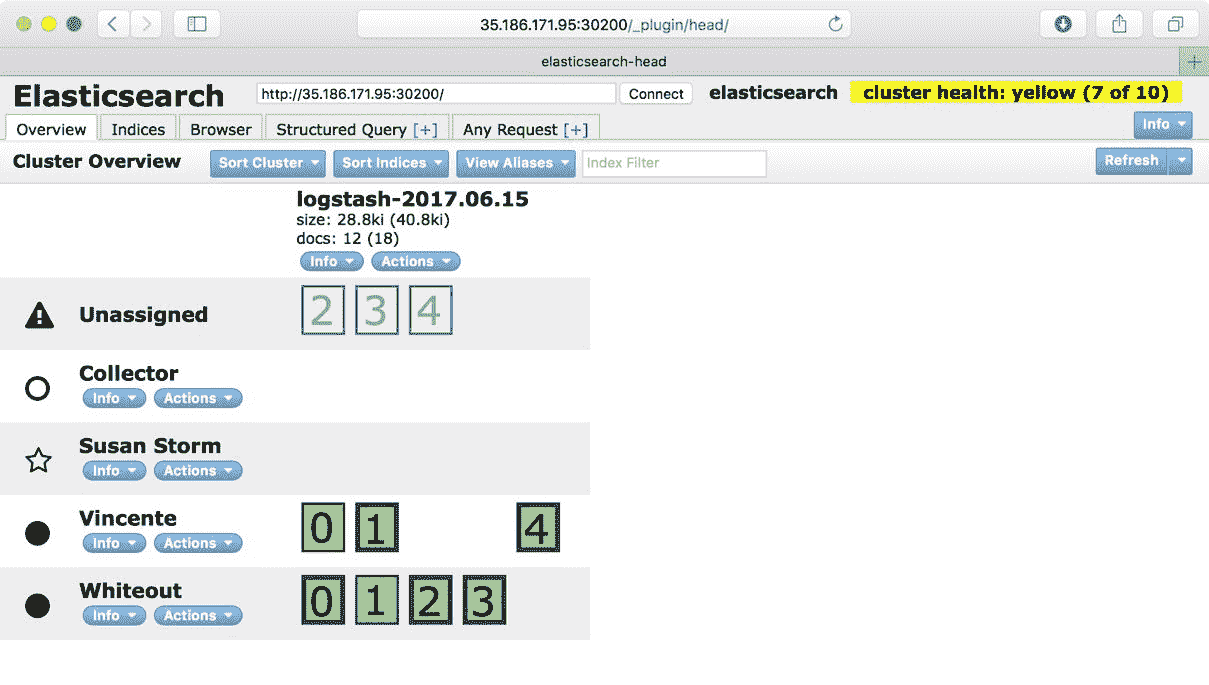 35.186.171.95:30200/_plugin/head/
elasticsearch-head
Elasticsearch http://35.186.171.95:30200/ Connect elasticsearch cluster health: yellow (7 of 10)
Overview Indices Browser Structured Query [+] Any Request [+] Info
Cluster Overview Sort Cluster Sort Indices View Aliases Index Filter Refresh
logstash-2017.06.15
size: 28.8ki (40.8ki)
docs: 12 (18)
Info Actions
Unassigned 2 3 4
Collector
Info Actions
Susan Storm
Info Actions
Vincente 0 1 4
Info Actions
Whiteout 0 1 2 3
Info Actions